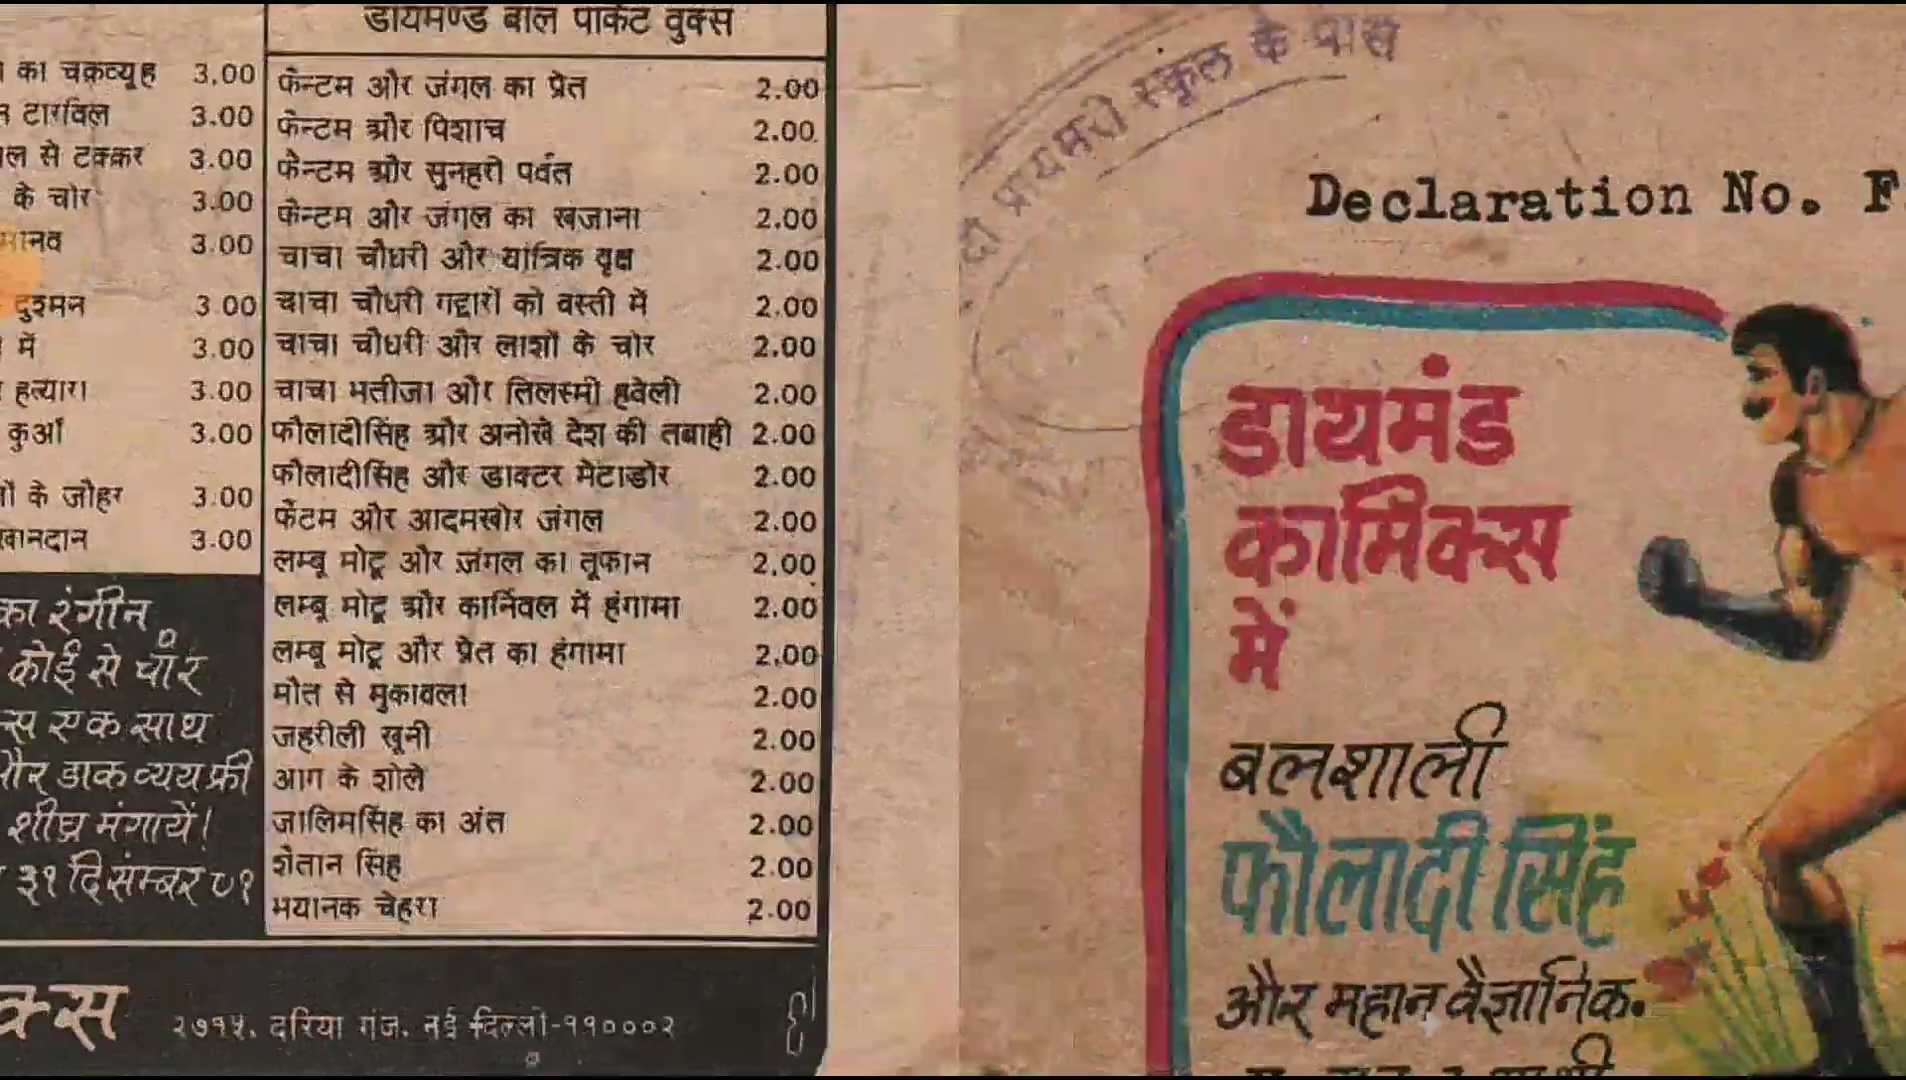 डायमण्ड बाल पाकेट वुक्स
का चक्रव्यूह 3.00
टारविल 3.00
से टक्कर 3.00
के चोर 3.00
मानव 3.00
दुश्मन 3.00
में 3.00
हत्यारा 3.00
कुआँ 3.00
के जौहर 3.00
खानदान 3.00
फॅन्टम और जंगल का प्रेत 2.00
फॅन्टम और पिशाच 2.00
फॅन्टम और सुनहरी पर्वत 2.00
फॅन्टम और जंगल का खजाना 2.00
चाचा चौधरी और यांत्रिक वृक्ष 2.00
चाचा चौधरी गद्दारों को वस्ती में 2.00
चाचा चौधरी और लाशों के चोर 2.00
चाचा भतीजा और तिलस्मी हवेली 2.00
फौलादीसिंह और अनोखे देश की तबाही 2.00
फौलादीसिंह और डाक्टर मेटाडोर 2.00
फॅंटम और आदमखोर जंगल 2.00
लम्बू मोटू और जंगल का तूफान 2.00
लम्बू मोटू और कार्निवल में हंगामा 2.00
लम्बू मोटू और प्रेत का हंगामा 2.00
मौत से मुकावला 2.00
जहरीली खूनी 2.00
आग के शोले 2.00
जालिमसिंह का अंत 2.00
शैतान सिंह 2.00
भयानक चेहरा 2.00
का रंगीन
कोई से चार
एक साथ
और डाक व्यय फ्री
शीघ्र मंगायें।
३१ दिसंम्बर ८१
क्स २७१५, दरिया गंज, नई दिल्ली-११०००२
प्रायमरी स्कूल के पास
Declaration No. F
डायमंड
कामिक्स
में
बलशाली
फौलादी सिंह
और महान वैज्ञानिक.